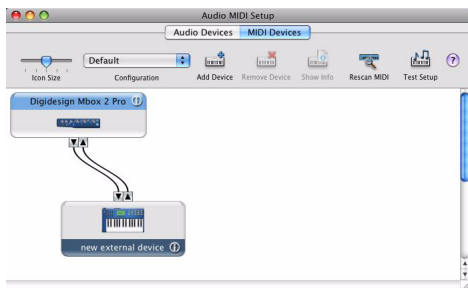 Audio MIDI Setup
Audio Devices MIDI Devices
Default
Icon Size Configuration Add Device Remove Device Show Info Rescan MIDI Test Setup ?
Digidesign Mbox 2 Pro i
new external device i